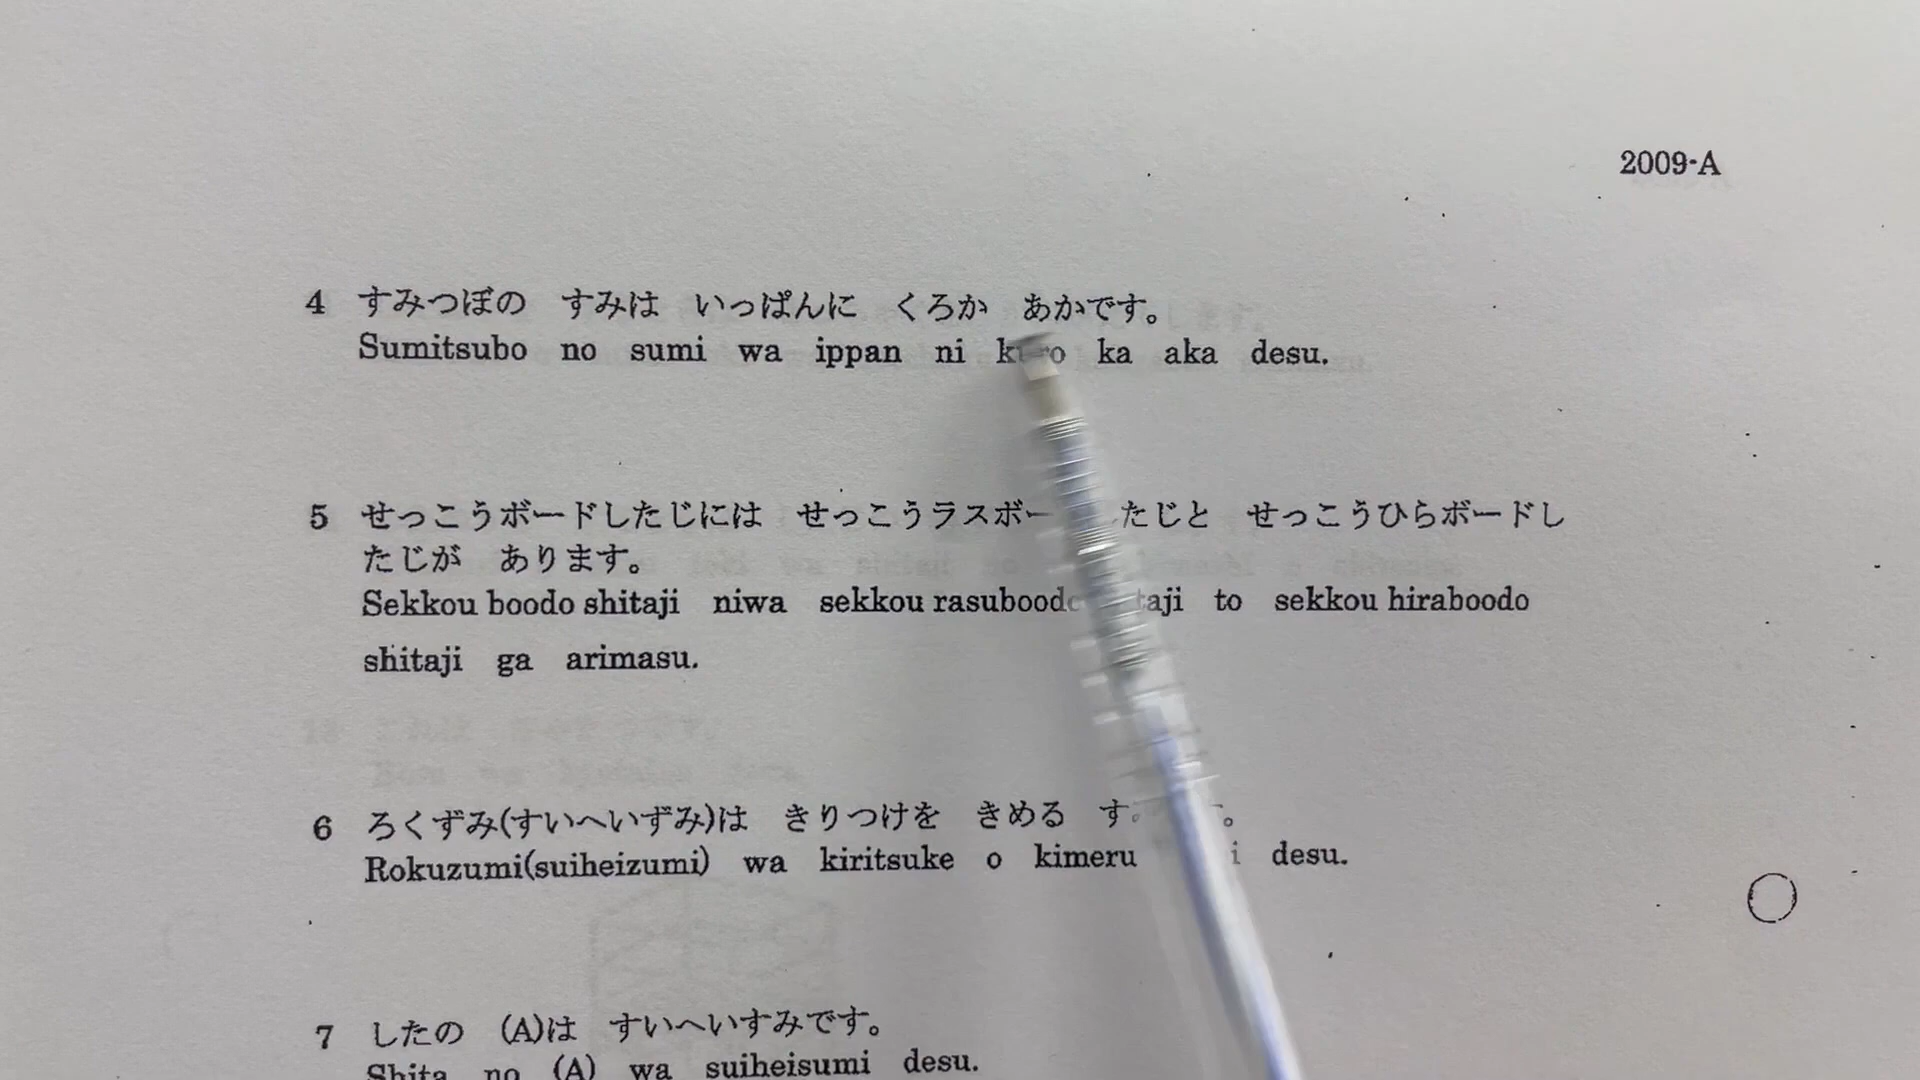 2009-A
4 すみつぼの すみは いっぱんに くろか あかです。
Sumitsubo no sumi wa ippan ni ka aka desu.
5 せっこうボードしたじには せっこうラスボー たじと せっこうひらボードし
たじが あります。
Sekkou boodo shitaji niwa sekkou rasuboodo taji to sekkou hiraboodo
shitaji ga arimasu.
6 ろくずみ(すいへいずみ)は きりつけを きめる
Rokuzumi(suiheizumi) wa kiritsuke o kimeru desu.
7 したの (A)は すいへいすみです。
Shita no (A) wa suiheisumi desu.